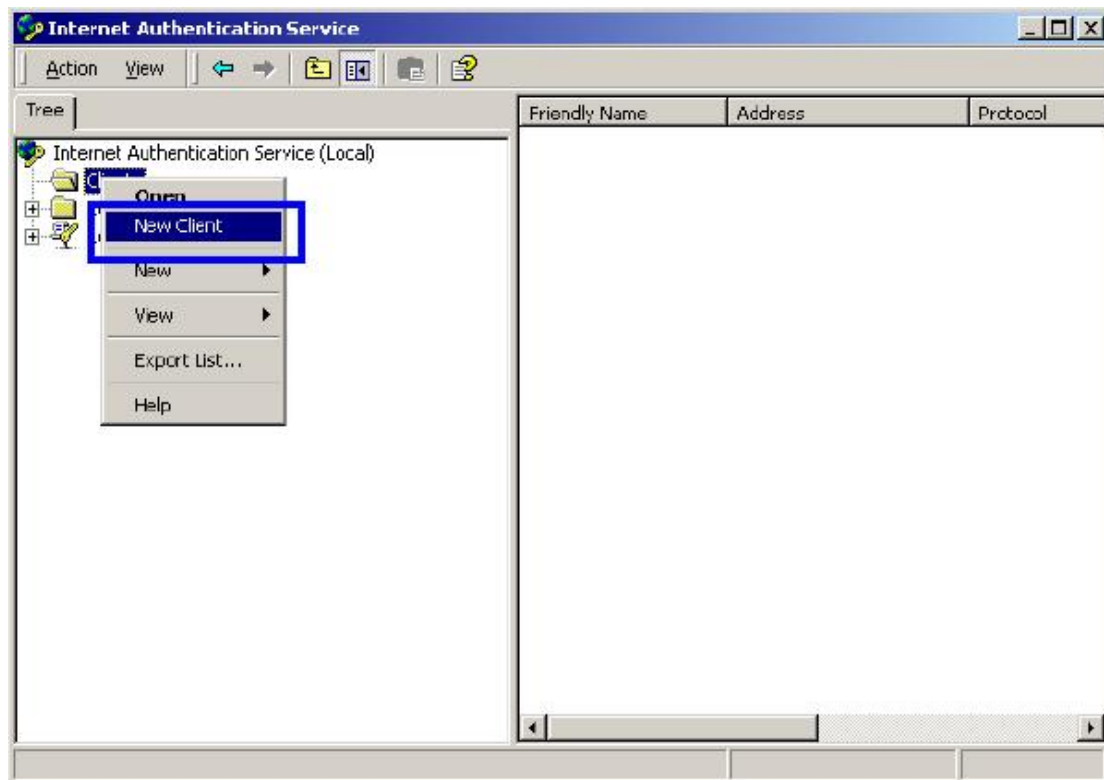 Internet Authentication Service
Action View
Tree
Friendly Name Address Protocol
Internet Authentication Service (Local)
Open
New Client
New
View
Export List...
Help